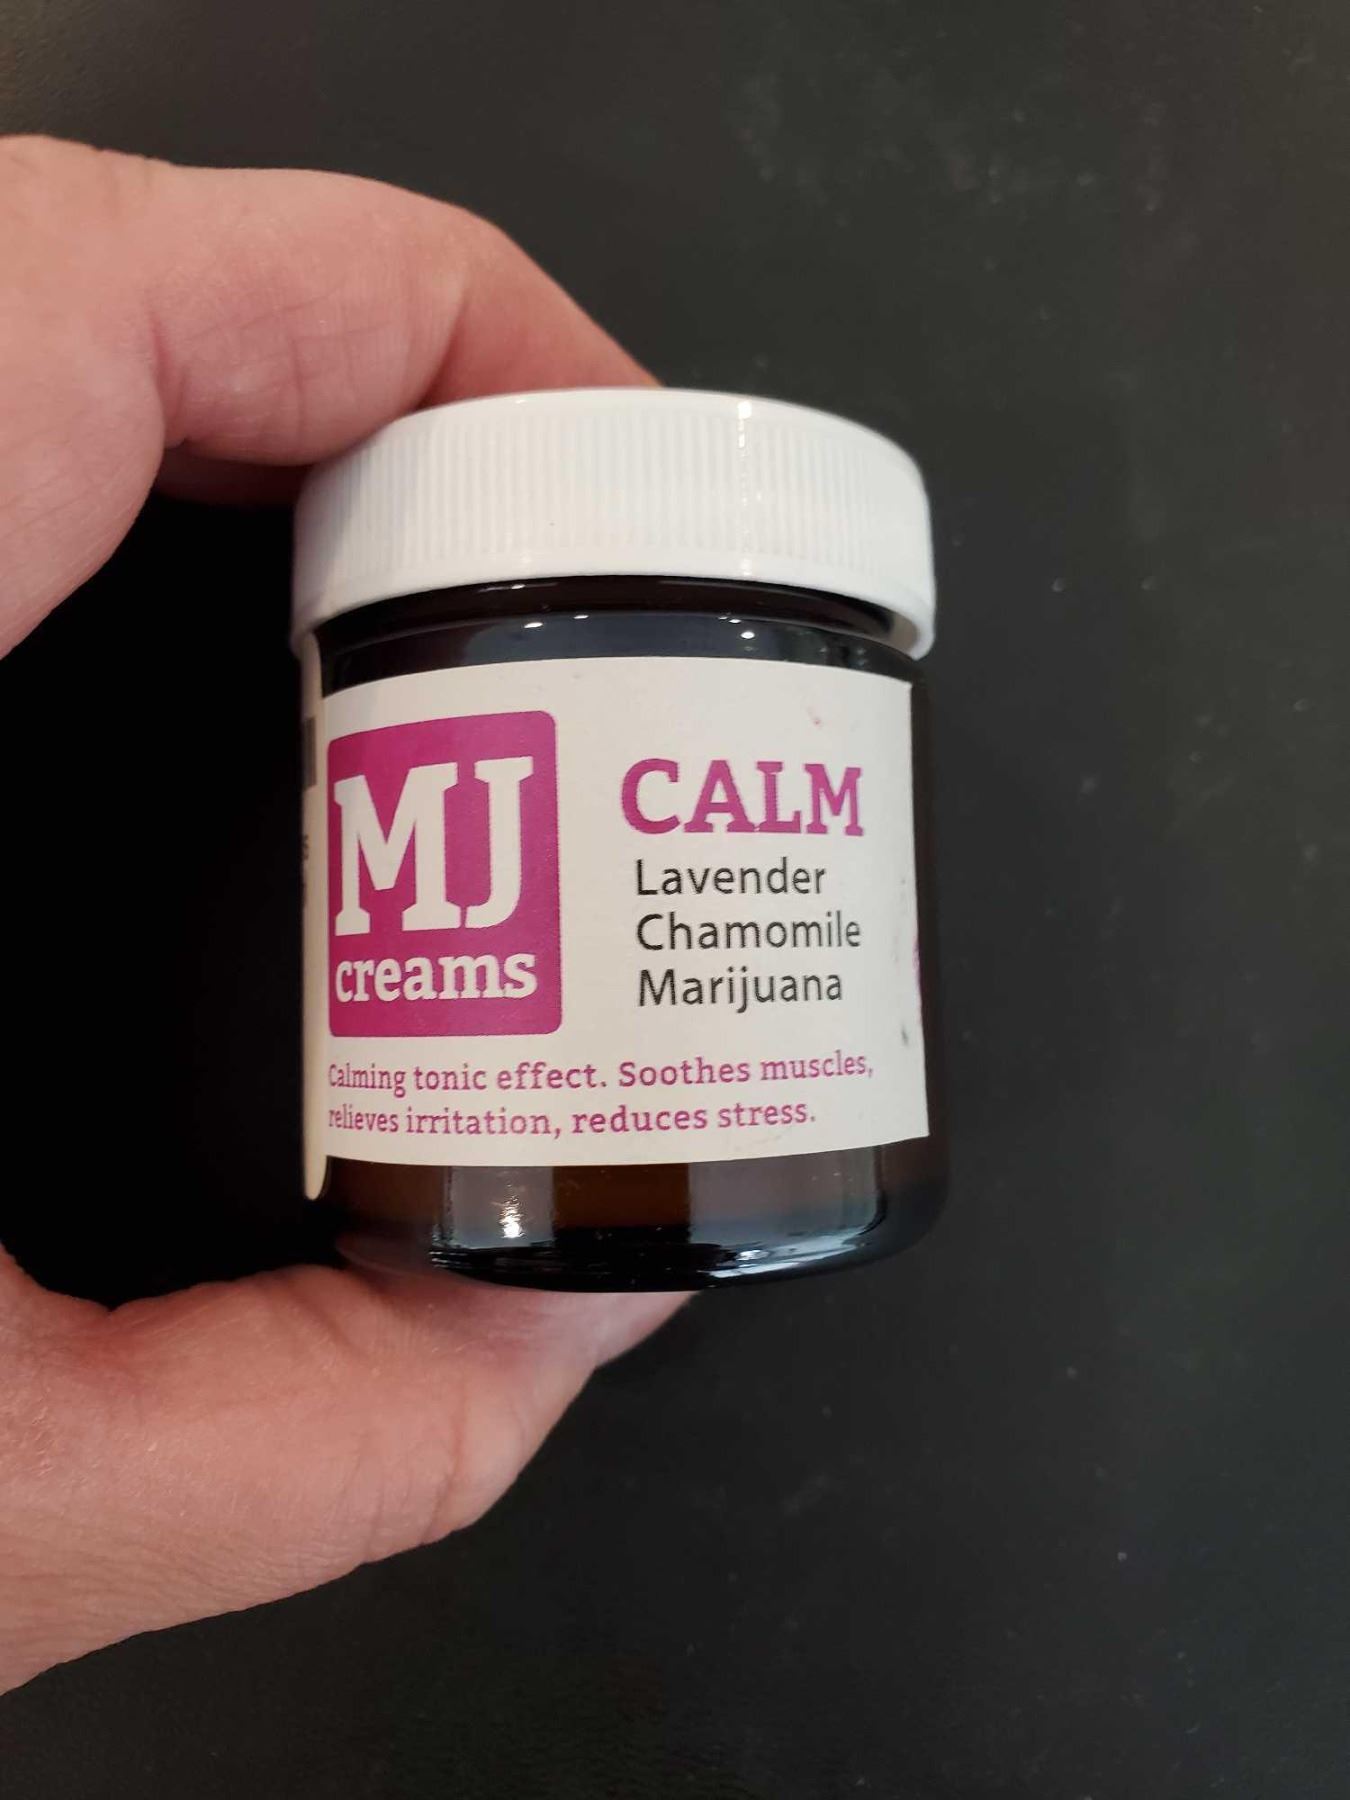 MJ
creams
CALM
Lavender
Chamomile
Marijuana
Calming tonic effect. Soothes muscles,
relieves irritation, reduces stress.